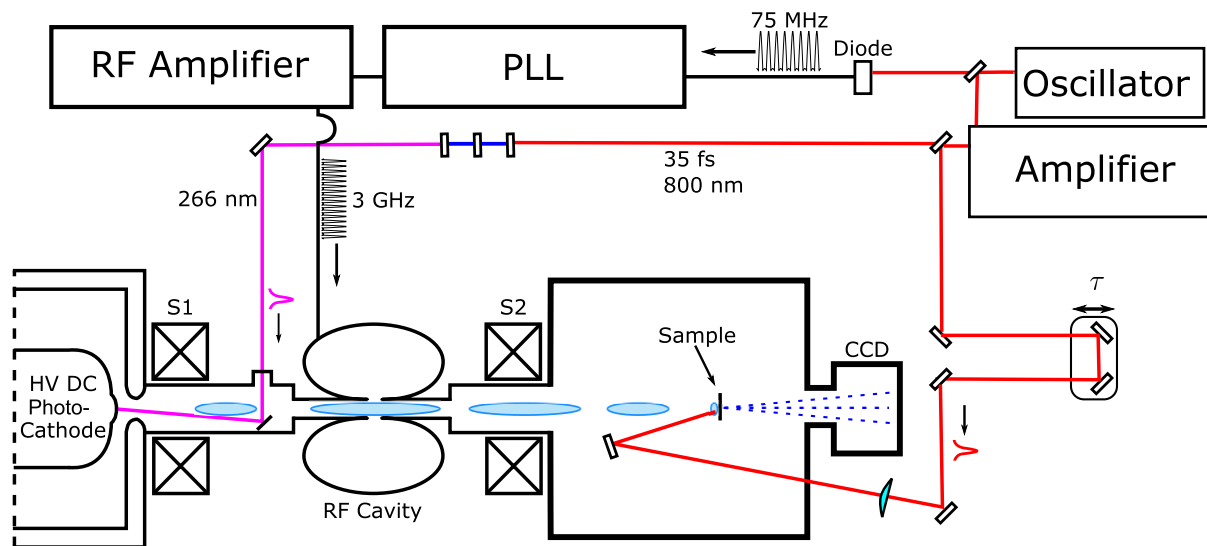 75 MHz
RF Amplifier
PLL
Diode
Oscillator
35 fs
800 nm
Amplifier
266 nm
3 GHz
τ
S1
S2
Sample
CCD
HV DC
Photo-
Cathode
RF Cavity